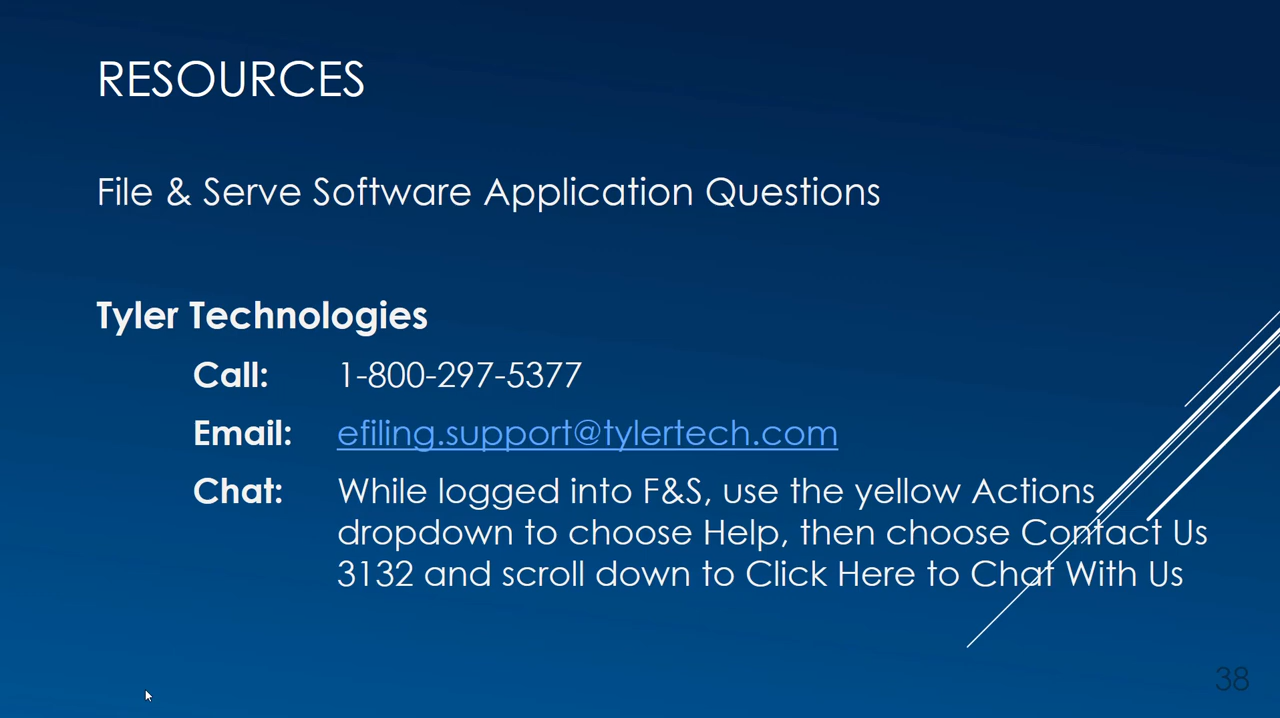 RESOURCES
File & Serve Software Application Questions
Tyler Technologies
Call: 1-800-297-5377
Email: efiling.support@tylertech.com
Chat: While logged into F&S, use the yellow Actions
dropdown to choose Help, then choose Contact Us
3132 and scroll down to Click Here to Chat With Us
38